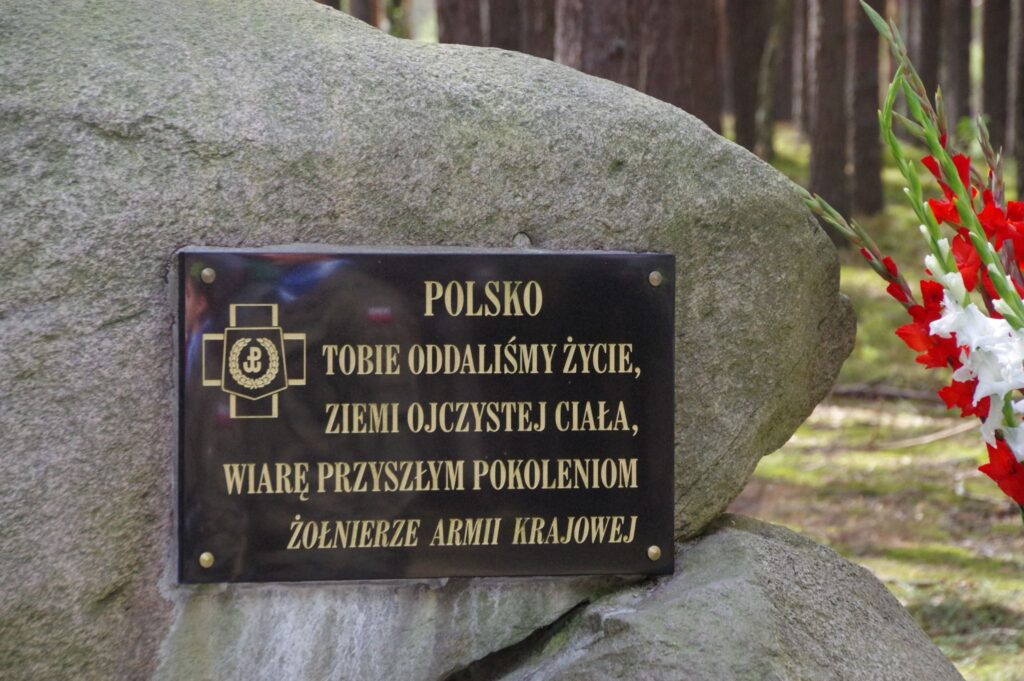 POLSKO
TOBIE ODDALIŚMY ŻYCIE,
ZIEMI OJCZYSTEJ CIAŁA,
WIARĘ PRZYSZŁYM POKOLENIOM
ŻOŁNIERZE ARMII KRAJOWEJ